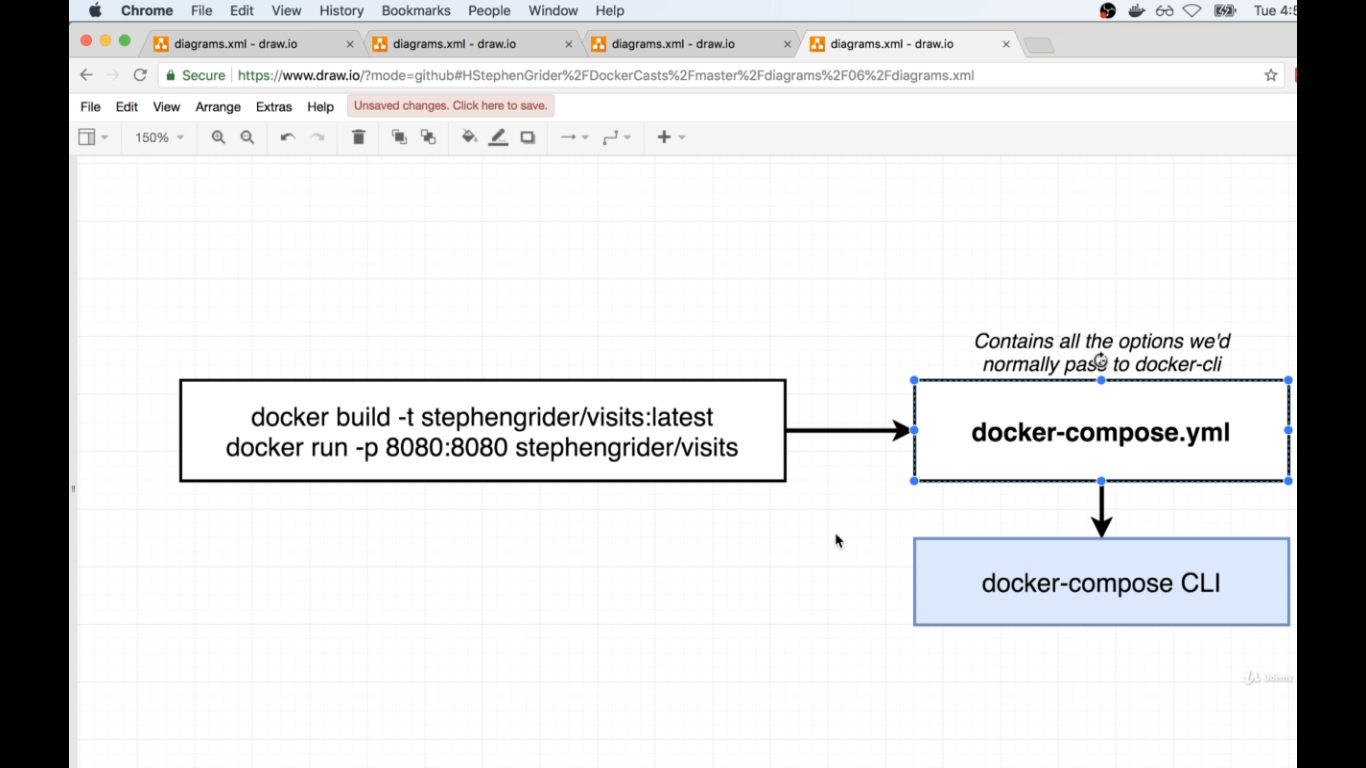 Chrome File Edit View History Bookmarks People Window Help Tue 4:5
diagrams.xml - draw.io diagrams.xml - draw.io diagrams.xml - draw.io diagrams.xml - draw.io
Secure https://www.draw.io/?mode=github#HStephenGrider%2FDockerCasts%2Fmaster%2Fdiagrams%2F06%2Fdiagrams.xml
File Edit View Arrange Extras Help Unsaved changes. Click here to save.
150%
Contains all the options we'd
normally pass to docker-cli
docker build -t stephengrider/visits:latest
docker run -p 8080:8080 stephengrider/visits
docker-compose.yml
docker-compose CLI
Udemy